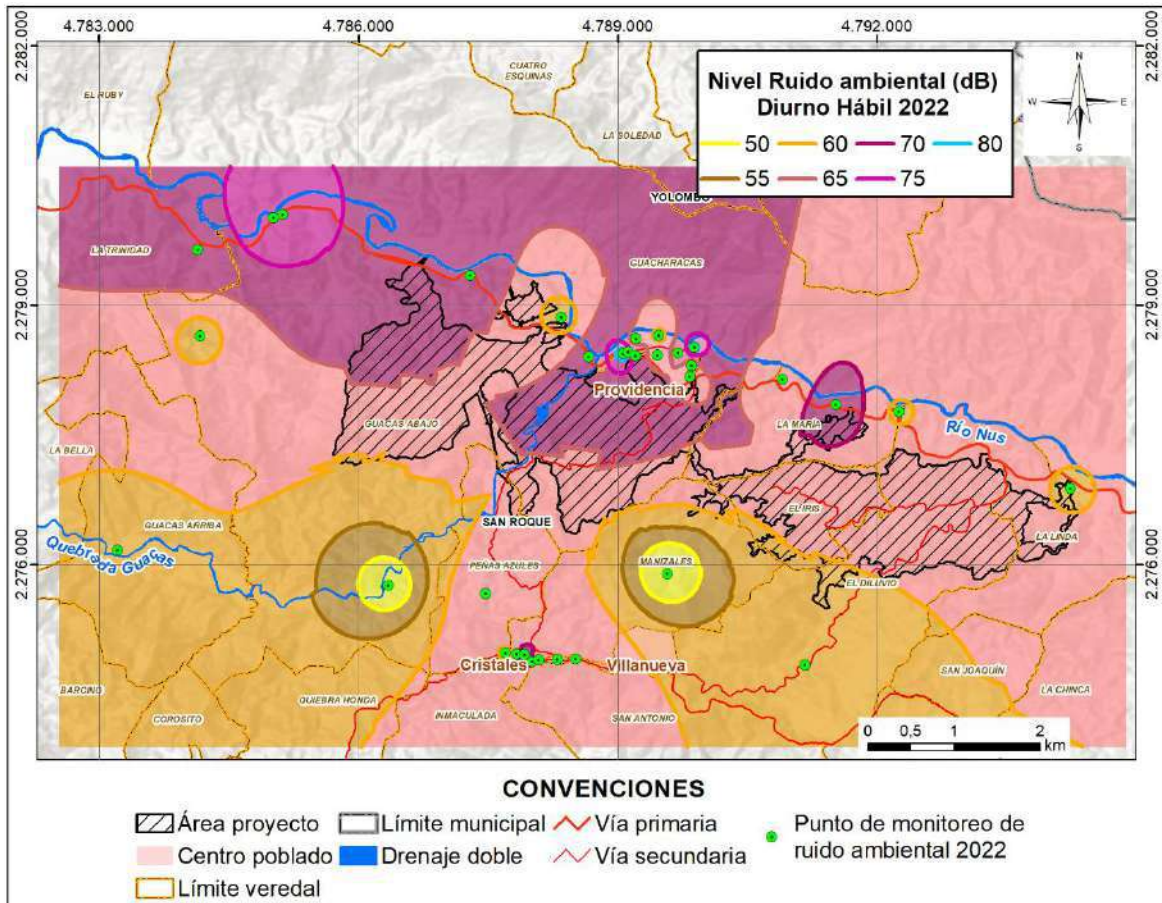 4.783.000 4.786.000 4.789.000 4.792.000
2.282.000 2.282.000
Nivel Ruido ambiental (dB)
Diurno Hábil 2022
50 60 70 80
55 65 75
N
W E
S
CUATRO
ESQUINAS
EL RUBY
LA SOLEDAD
YOLOMBO
LA TRINIDAD
GUACHARACAS
2.279.000 2.279.000
Providencia
GUACAS ABAJO
LA MARÍA
Río Nus
LA BELLA
GUACAS ARRIBA
SAN ROQUE
EL IRIS
LA LINDA
Quebrada Guacas
PEÑAS AZULES
MANIZALES
EL DILUVIO
2.276.000 2.276.000
Cristales
Villanueva
SAN JOAQUÍN
BARCINO
QUIEBRA HONDA
LA CHINCA
COROSITO
INMACULADA
SAN ANTONIO
0 0,5 1 2
km
CONVENCIONES
Área proyecto Límite municipal Vía primaria Punto de monitoreo de
Centro poblado Drenaje doble Vía secundaria ruido ambiental 2022
Límite veredal